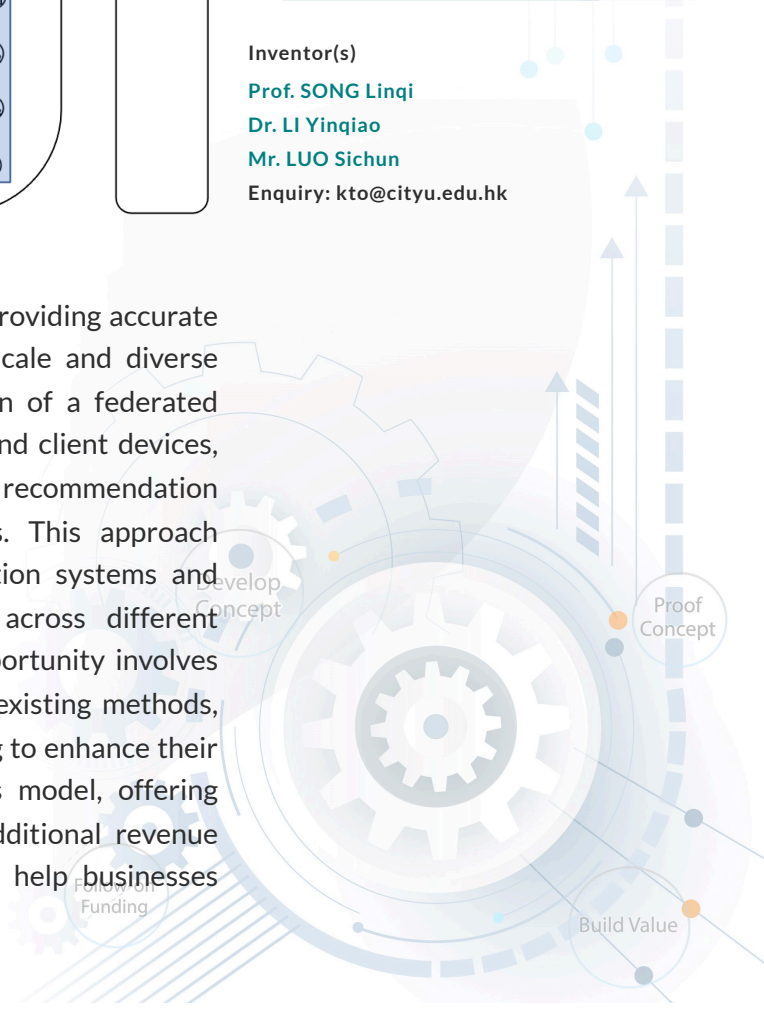 Inventor(s)
Prof. SONG Linqi
Dr. LI Yinqiao
Mr. LUO Sichun
Enquiry: kto@cityu.edu.hk
roviding accurate
cale and diverse
n of a federated
nd client devices,
recommendation
s. This approach
tion systems and
across different
portunity involves
existing methods,
g to enhance their
s model, offering
dditional revenue
help businesses
Develop
Concept
Proof
Concept
Follow-on
Funding
Build Value